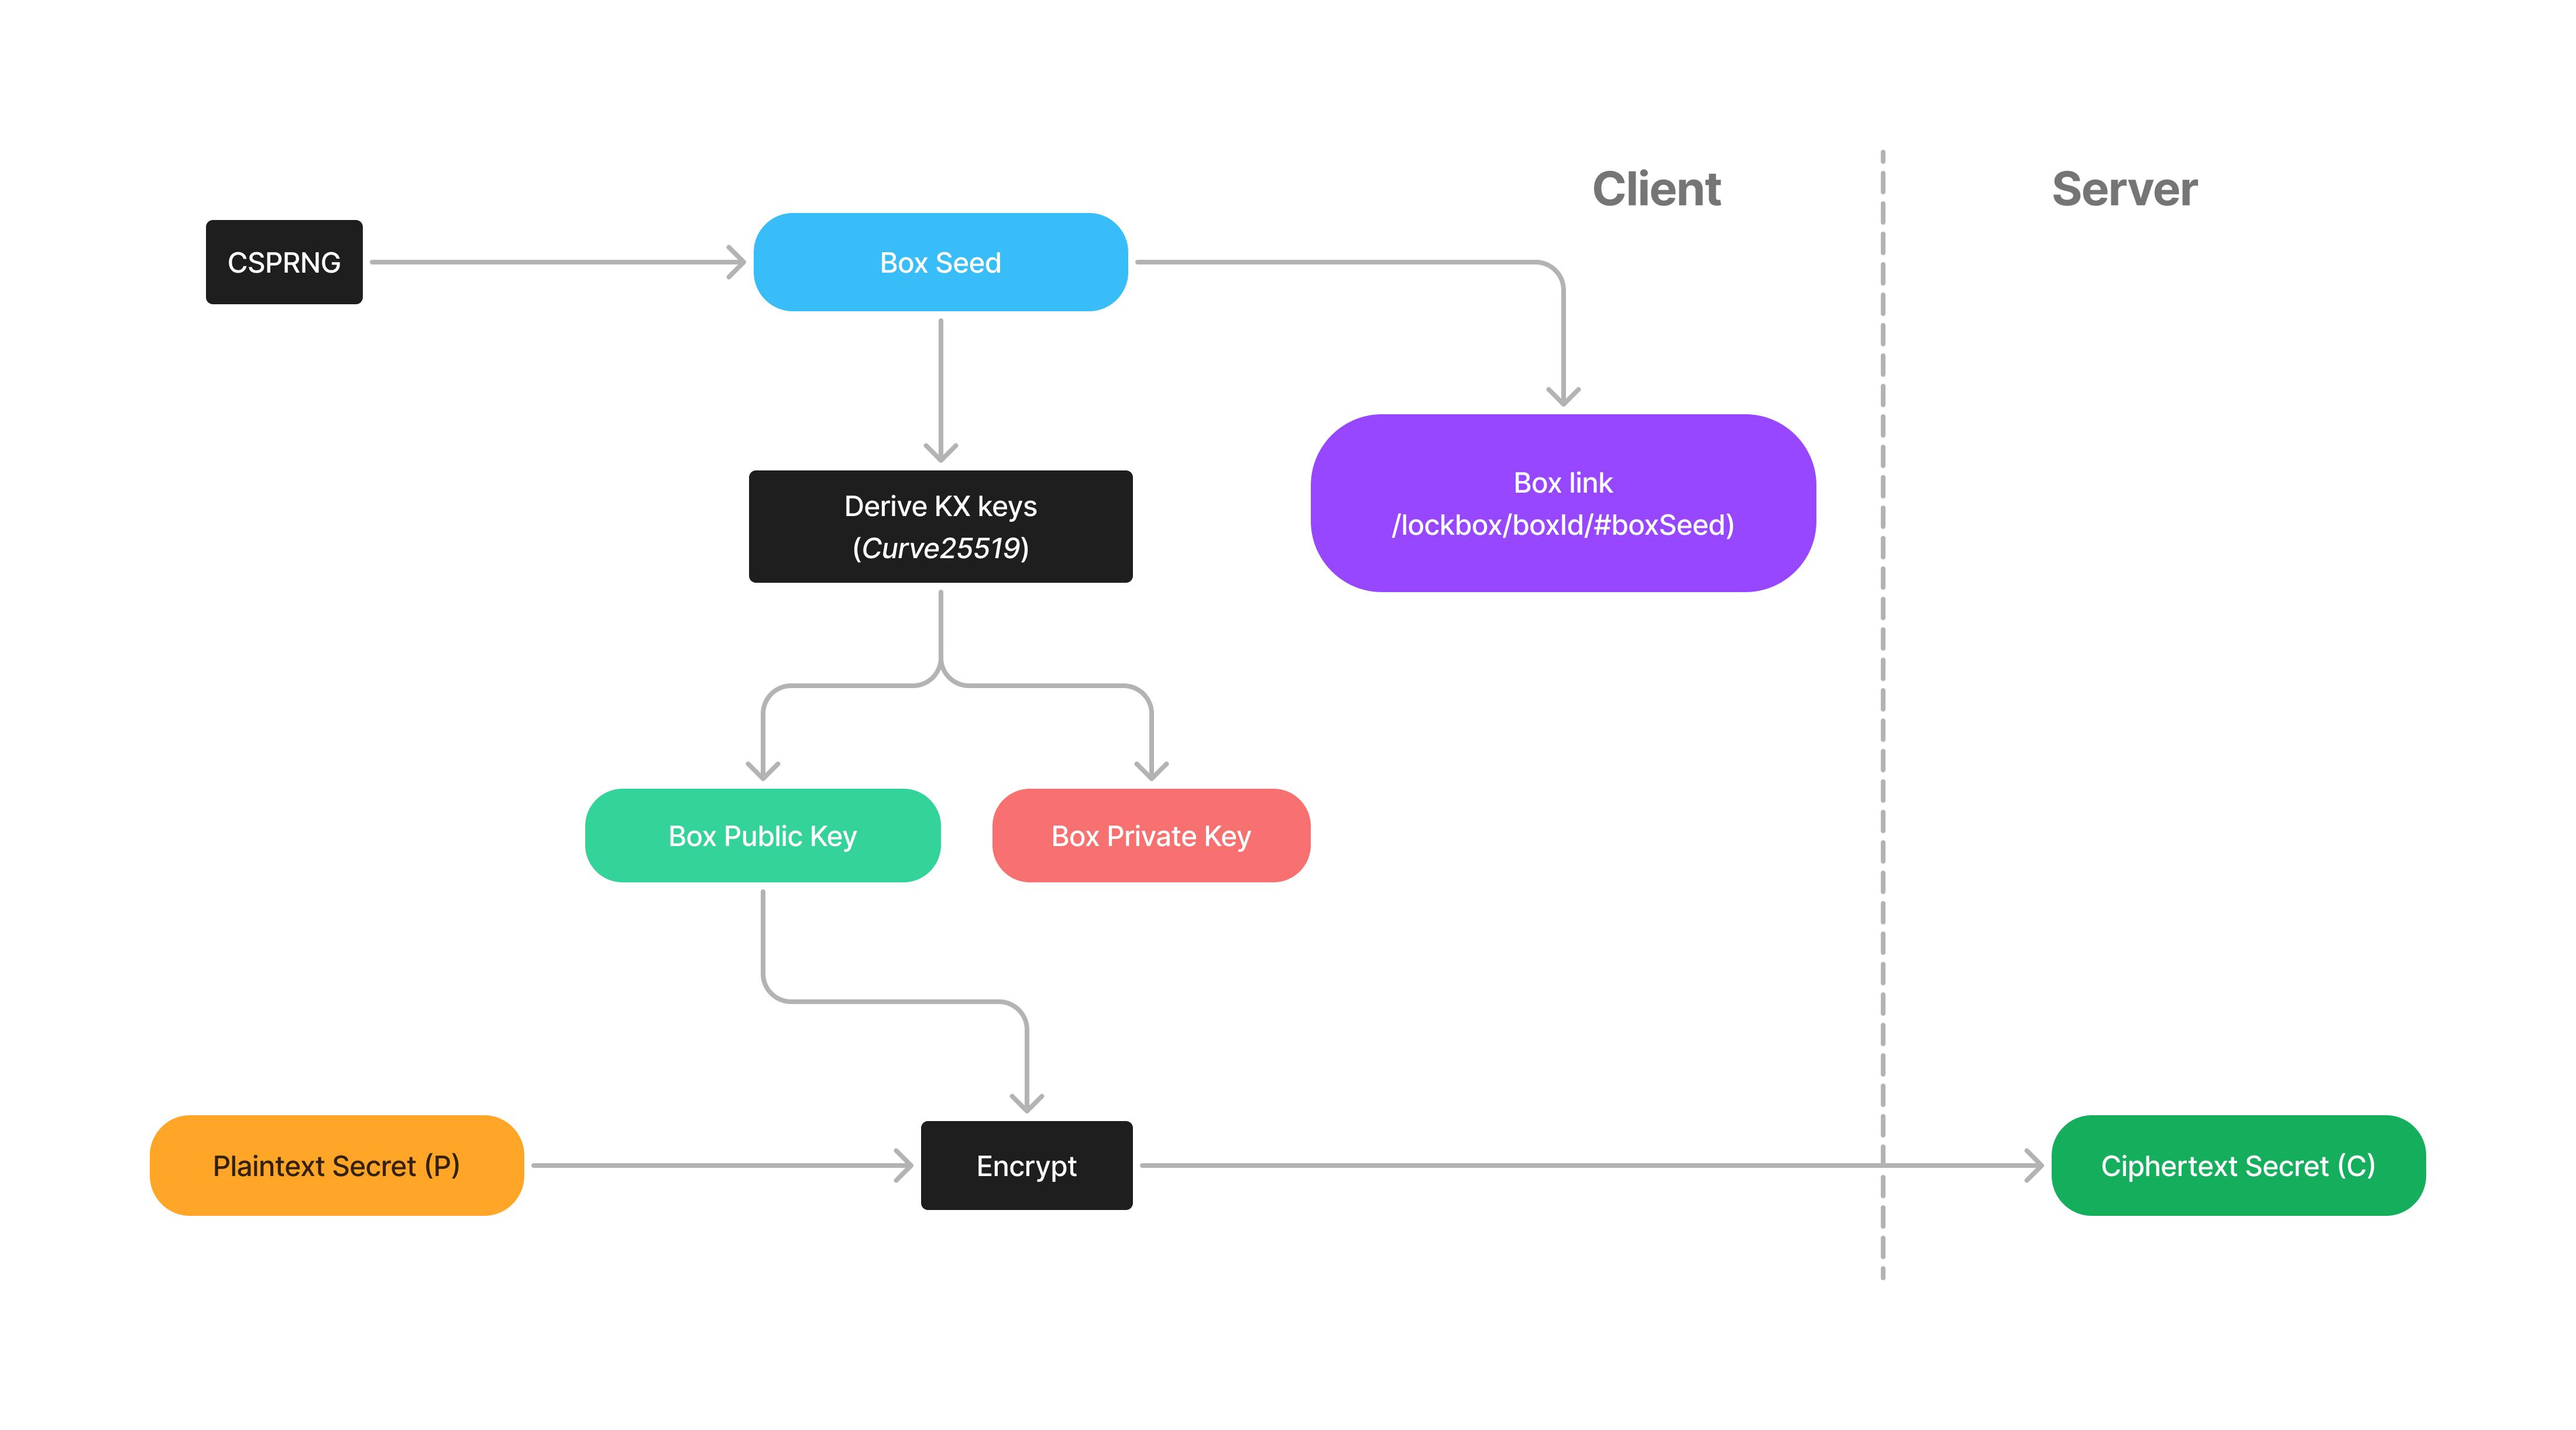 Client
Server
CSPRNG
Box Seed
Box link
/lockbox/boxId/#boxSeed)
Derive KX keys
(Curve25519)
Box Public Key
Box Private Key
Plaintext Secret (P)
Encrypt
Ciphertext Secret (C)